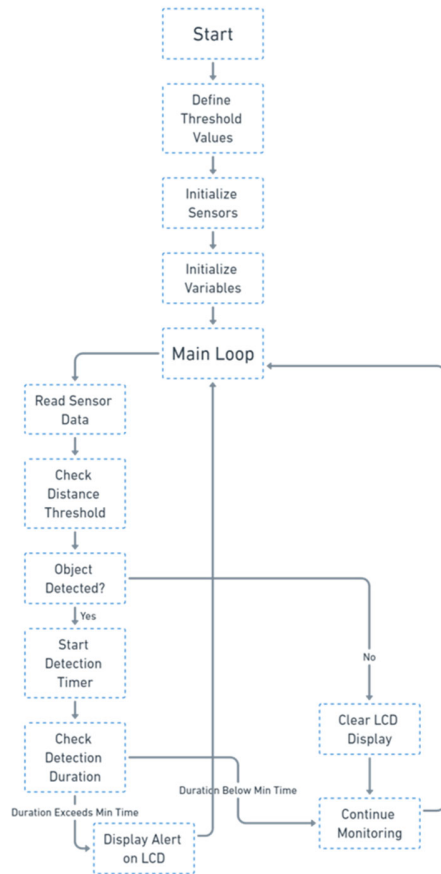 Start
Define
Threshold
Values
Initialize
Sensors
Initialize
Variables
Main Loop
Read Sensor
Data
Check
Distance
Threshold
Object
Detected?
Yes
No
Start
Detection
Timer
Clear LCD
Display
Check
Detection
Duration
Duration Exceeds Min Time
Duration Below Min Time
Display Alert
on LCD
Continue
Monitoring